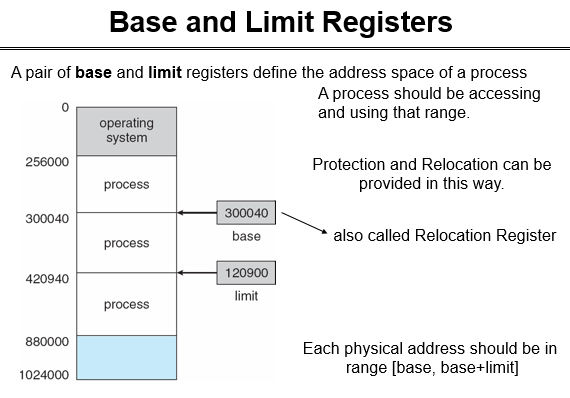 Base and Limit Registers
A pair of base and limit registers define the address space of a process
A process should be accessing
and using that range.
0
operating
system
256000
Protection and Relocation can be
provided in this way.
process
300040
300040
base
also called Relocation Register
process
120900
limit
420940
process
880000
Each physical address should be in
range [base, base+limit]
1024000